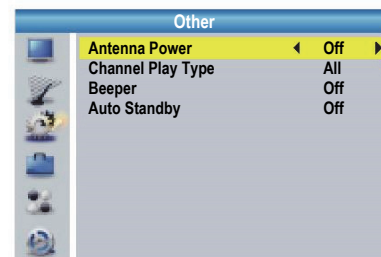 Other
Antenna Power Off
Channel Play Type All
Beeper Off
Auto Standby Off